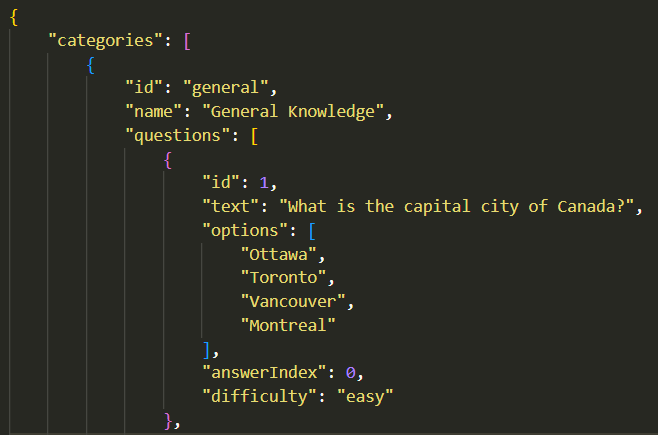 {
    "categories": [
        {
            "id": "general",
            "name": "General Knowledge",
            "questions": [
                {
                    "id": 1,
                    "text": "What is the capital city of Canada?",
                    "options": [
                        "Ottawa",
                        "Toronto",
                        "Vancouver",
                        "Montreal"
                    ],
                    "answerIndex": 0,
                    "difficulty": "easy"
                },